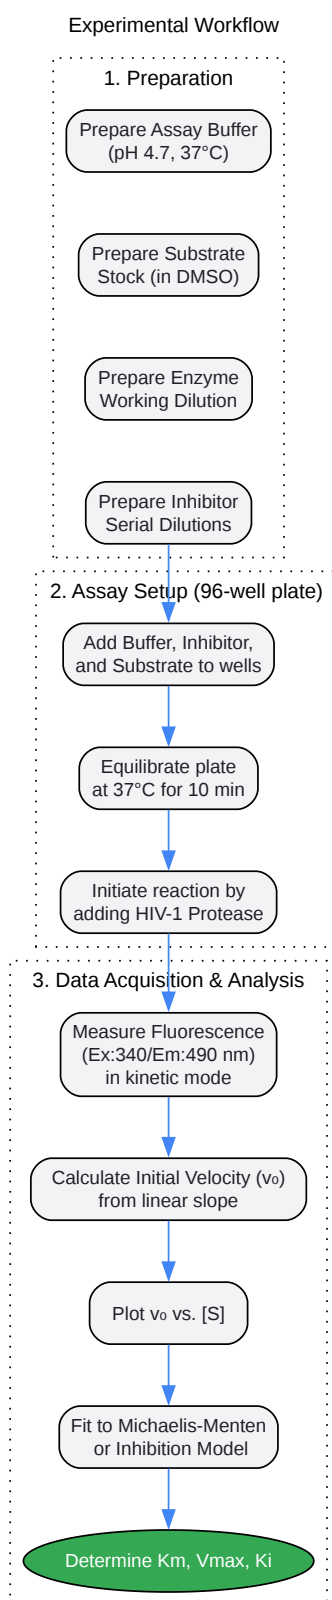 Experimental Workflow
1. Preparation
Prepare Assay Buffer
(pH 4.7, 37°C)
Prepare Substrate
Stock (in DMSO)
Prepare Enzyme
Working Dilution
Prepare Inhibitor
Serial Dilutions
2. Assay Setup (96-well plate)
Add Buffer, Inhibitor,
and Substrate to wells
Equilibrate plate
at 37°C for 10 min
Initiate reaction by
adding HIV-1 Protease
3. Data Acquisition & Analysis
Measure Fluorescence
(Ex:340/Em:490 nm)
in kinetic mode
Calculate Initial Velocity (v₀)
from linear slope
Plot v₀ vs. [S]
Fit to Michaelis-Menten
or Inhibition Model
Determine Km, Vmax, Ki